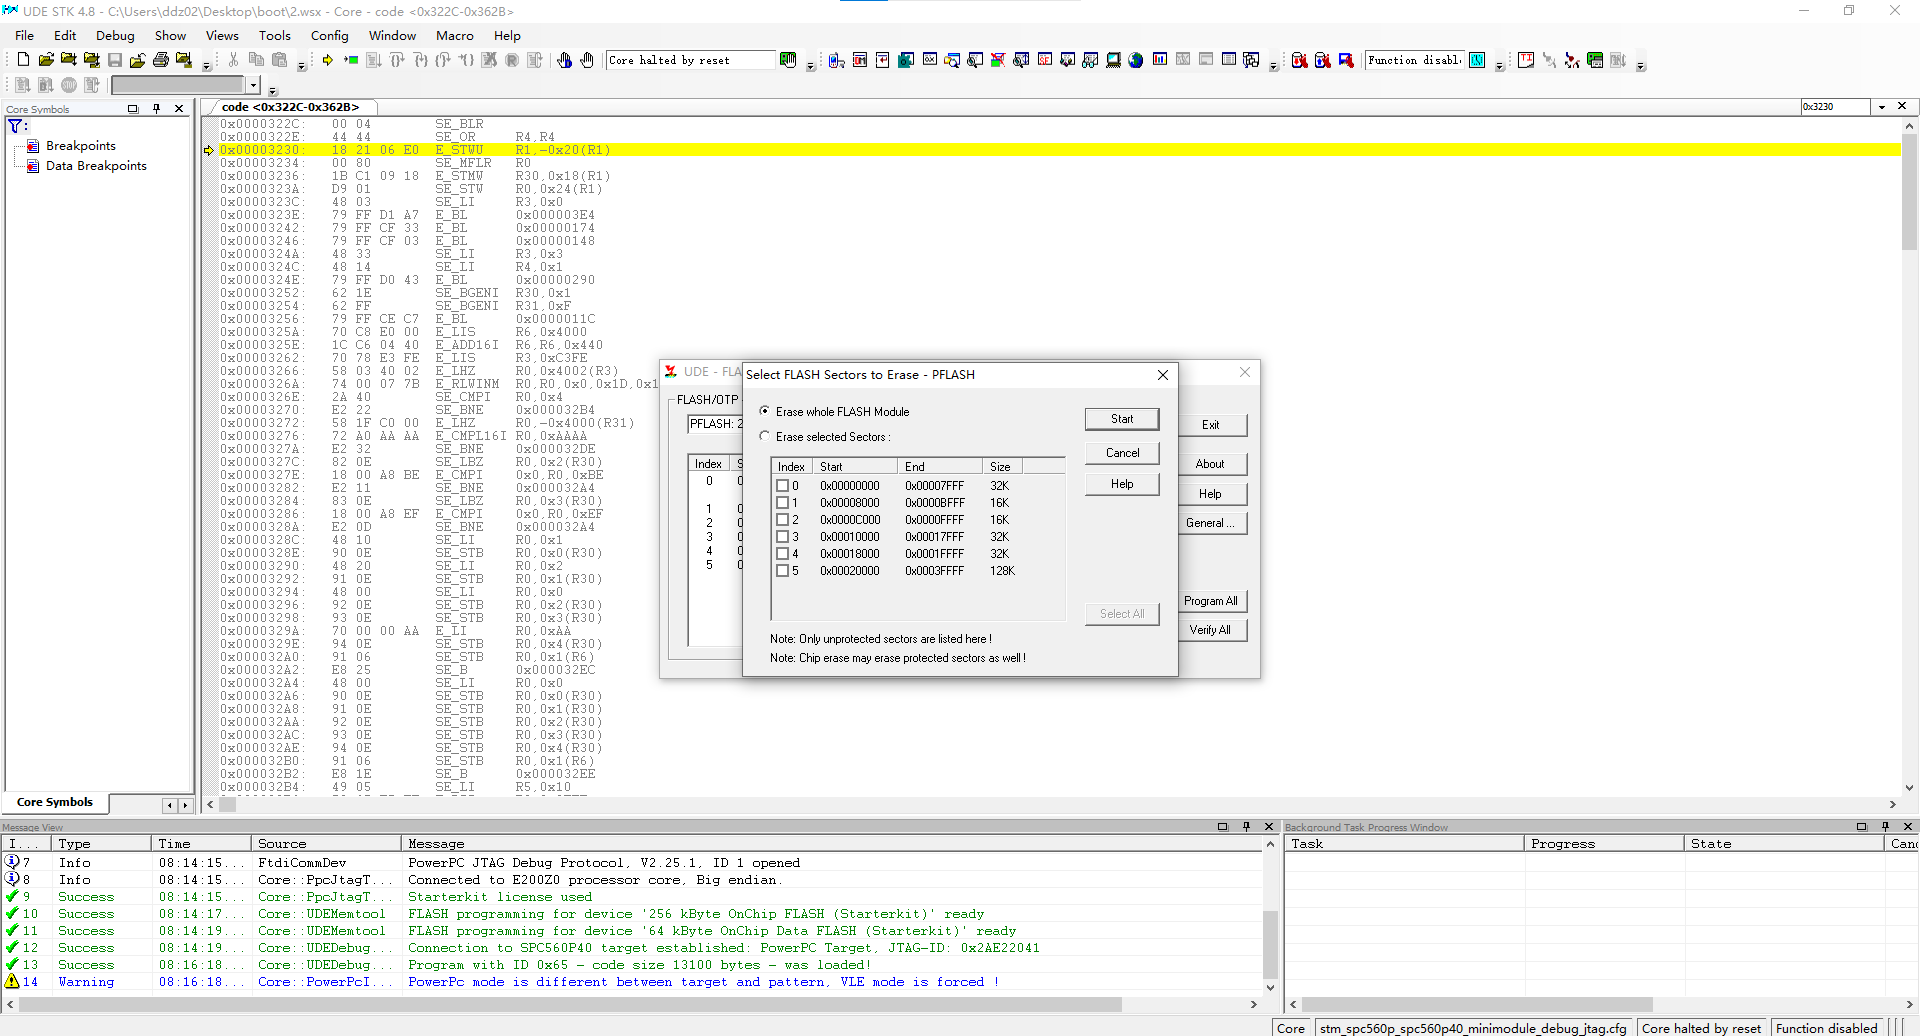 UDE STK 4.8 - C:\Users\ddz02\Desktop\boot\2.wsx - Core - code <0x322C-0x362B>
File Edit Debug Show Views Tools Config Window Macro Help
Core halted by reset
Function disabl
Core Symbols
Breakpoints
Data Breakpoints
Core Symbols
code <0x322C-0x362B>
0x3230
0x0000322C: 00 04 SE_BLR
0x0000322E: 44 44 SE_OR R4,R4
0x00003230: 18 21 06 E0 E_STWU R1,-0x20(R1)
0x00003234: 00 80 SE_MFLR R0
0x00003236: 1B C1 09 18 E_STMW R30,0x18(R1)
0x0000323A: D9 01 SE_STW R0,0x24(R1)
0x0000323C: 48 03 SE_LI R3,0x0
0x0000323E: 79 FF D1 A7 E_BL 0x000003E4
0x00003242: 79 FF CF 33 E_BL 0x00000174
0x00003246: 79 FF CF 03 E_BL 0x00000148
0x0000324A: 48 33 SE_LI R3,0x3
0x0000324C: 48 14 SE_LI R4,0x1
0x0000324E: 79 FF D0 43 E_BL 0x00000290
0x00003252: 62 1E SE_BGENI R30,0x1
0x00003254: 62 FF SE_BGENI R31,0xF
0x00003256: 79 FF CE C7 E_BL 0x0000011C
0x0000325A: 70 C8 E0 00 E_LIS R6,0x4000
0x0000325E: 1C C6 04 40 E_ADD16I R6,R6,0x440
0x00003262: 70 78 E3 FE E_LIS R3,0xC3FE
0x00003266: 58 03 40 02 E_LHZ R0,0x4002(R3)
0x0000326A: 74 00 07 7B E_RLWINM R0,R0,0x0,0x1D,0x1
0x0000326E: 2A 40 SE_CMPI R0,0x4
0x00003270: E2 22 SE_BNE 0x000032B4
0x00003272: 58 1F C0 00 E_LHZ R0,-0x4000(R31)
0x00003276: 72 A0 AA AA E_CMPL16I R0,0xAAAA
0x0000327A: E2 32 SE_BNE 0x000032DE
0x0000327C: 82 0E SE_LBZ R0,0x2(R30)
0x0000327E: 18 00 A8 BE E_CMPI 0x0,R0,0xBE
0x00003282: E2 11 SE_BNE 0x000032A4
0x00003284: 83 0E SE_LBZ R0,0x3(R30)
0x00003286: 18 00 A8 EF E_CMPI 0x0,R0,0xEF
0x0000328A: E2 0D SE_BNE 0x000032A4
0x0000328C: 48 10 SE_LI R0,0x1
0x0000328E: 90 0E SE_STB R0,0x0(R30)
0x00003290: 48 20 SE_LI R0,0x2
0x00003292: 91 0E SE_STB R0,0x1(R30)
0x00003294: 48 00 SE_LI R0,0x0
0x00003296: 92 0E SE_STB R0,0x2(R30)
0x00003298: 93 0E SE_STB R0,0x3(R30)
0x0000329A: 70 00 00 AA E_LI R0,0xAA
0x0000329E: 94 0E SE_STB R0,0x4(R30)
0x000032A0: 91 06 SE_STB R0,0x1(R6)
0x000032A2: E8 25 SE_B 0x000032EC
0x000032A4: 48 00 SE_LI R0,0x0
0x000032A6: 90 0E SE_STB R0,0x0(R30)
0x000032A8: 91 0E SE_STB R0,0x1(R30)
0x000032AA: 92 0E SE_STB R0,0x2(R30)
0x000032AC: 93 0E SE_STB R0,0x3(R30)
0x000032AE: 94 0E SE_STB R0,0x4(R30)
0x000032B0: 91 06 SE_STB R0,0x1(R6)
0x000032B2: E8 1E SE_B 0x000032EE
0x000032B4: 49 05 SE_LI R5,0x10
UDE - FLA
FLASH/OTP
PFLASH: 2
Index S
0 0
1 0
2 0
3 0
4 0
5 0
Exit
About
Help
General ...
Program All
Verify All
Select FLASH Sectors to Erase - PFLASH
Erase whole FLASH Module
Erase selected Sectors :
Start
Cancel
Help
Index Start End Size
0 0x00000000 0x00007FFF 32K
1 0x00008000 0x0000BFFF 16K
2 0x0000C000 0x0000FFFF 16K
3 0x00010000 0x00017FFF 32K
4 0x00018000 0x0001FFFF 32K
5 0x00020000 0x0003FFFF 128K
Select All
Note: Only unprotected sectors are listed here !
Note: Chip erase may erase protected sectors as well !
Message View
I... Type Time Source Message
7 Info 08:14:15... FtdiCommDev PowerPC JTAG Debug Protocol, V2.25.1, ID 1 opened
8 Info 08:14:15... Core::PpcJtagT... Connected to E200Z0 processor core, Big endian.
9 Success 08:14:15... Core::PpcJtagT... Starterkit license used
10 Success 08:14:17... Core::UDEMemtool FLASH programming for device '256 kByte OnChip FLASH (Starterkit)' ready
11 Success 08:14:19... Core::UDEMemtool FLASH programming for device '64 kByte OnChip Data FLASH (Starterkit)' ready
12 Success 08:14:19... Core::UDEDebug... Connection to SPC560P40 target established: PowerPC Target, JTAG-ID: 0x2AE22041
13 Success 08:16:18... Core::UDEDebug... Program with ID 0x65 - code size 13100 bytes - was loaded!
14 Warning 08:16:18... Core::PowerPcI... PowerPc mode is different between target and pattern, VLE mode is forced !
Background Task Progress Window
Task Progress State Canc
Core stm_spc560p_spc560p40_minimodule_debug_jtag.cfg Core halted by reset Function disabled